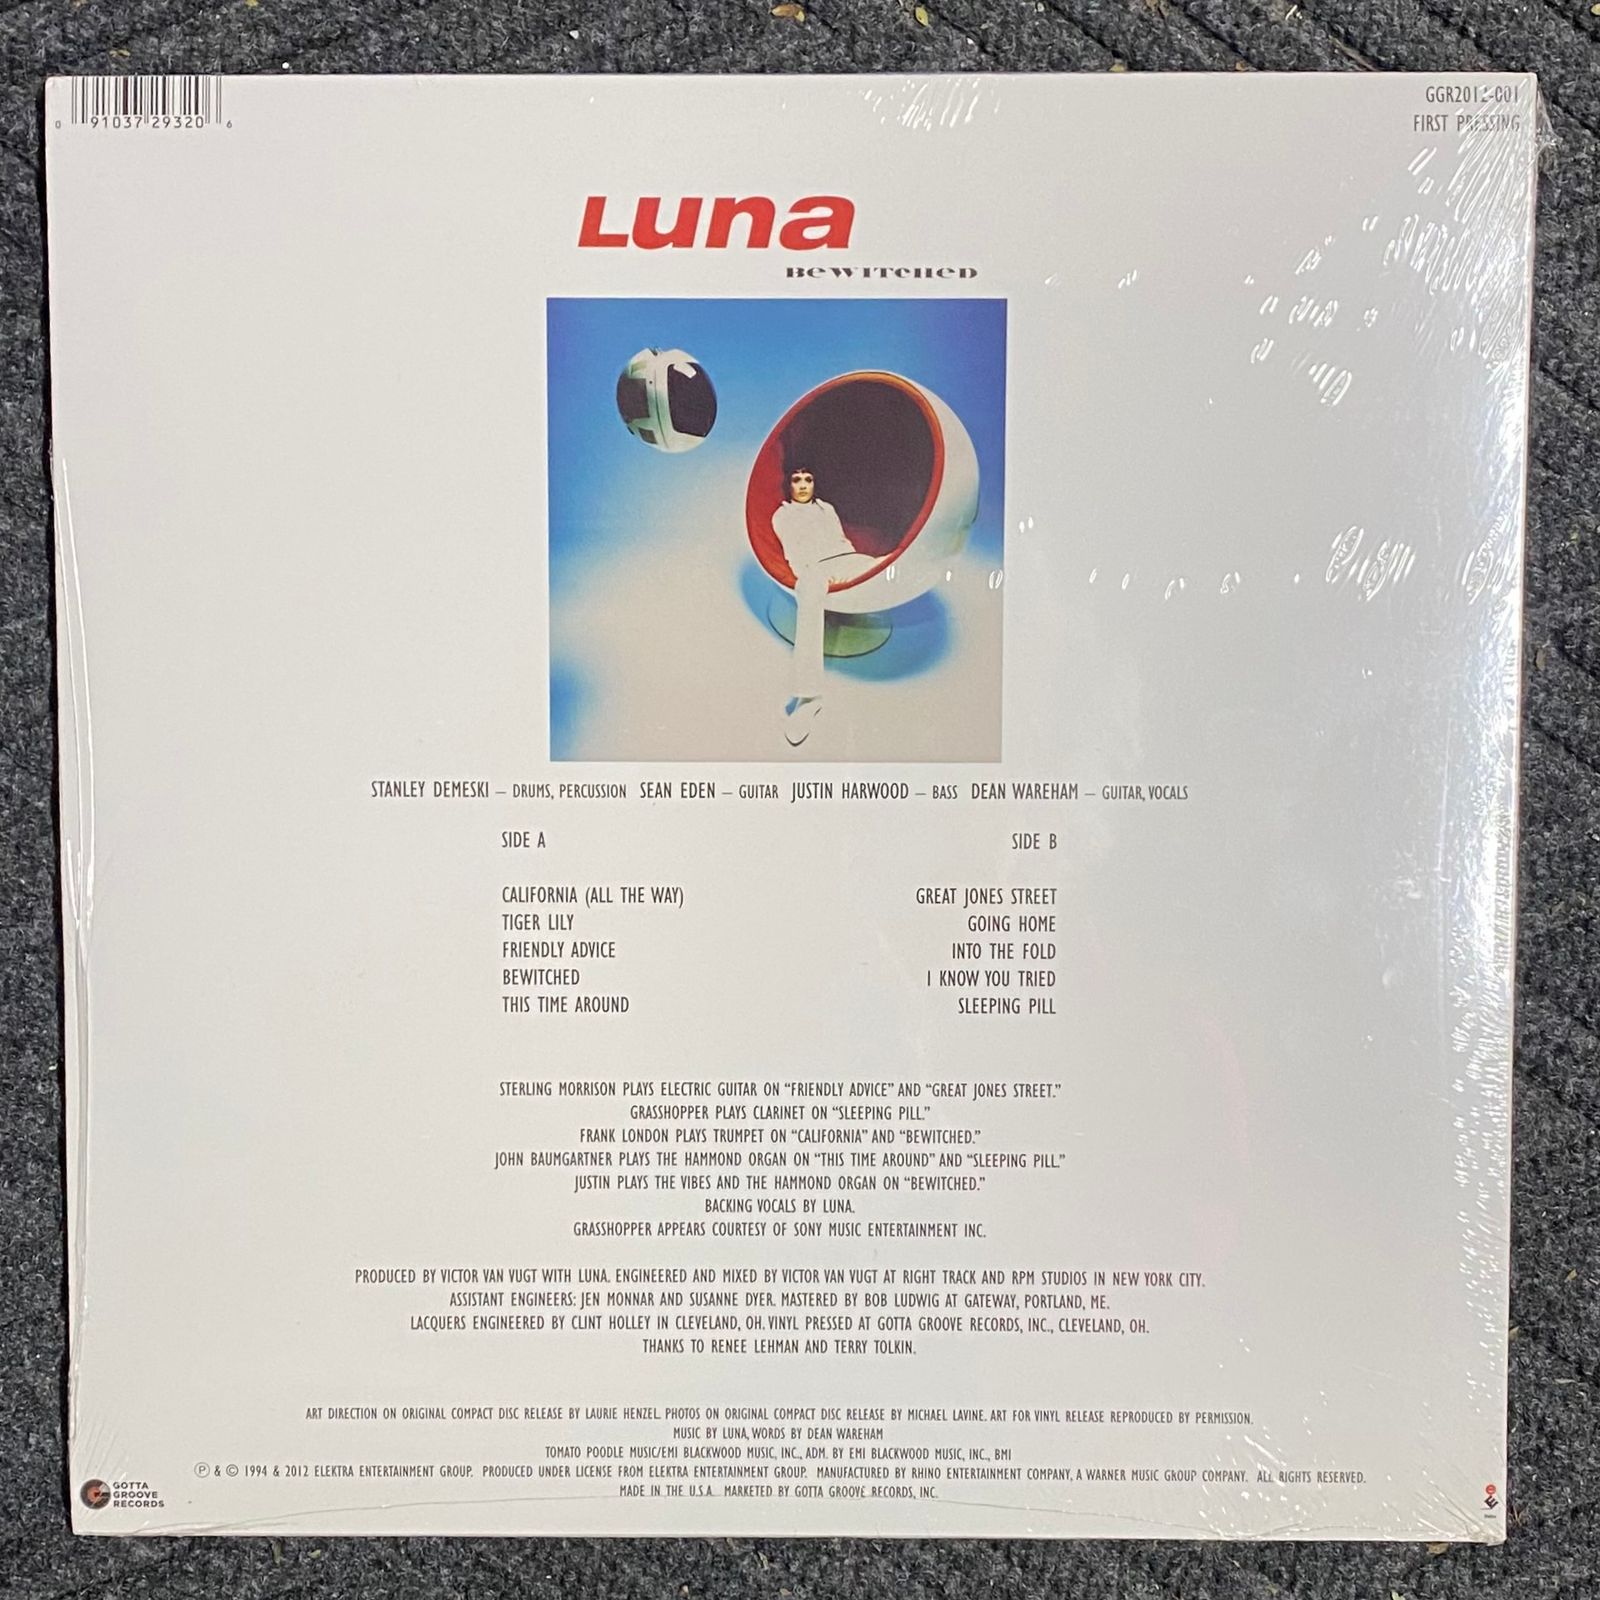 0 91037 29320 6
GGR2012-001
FIRST PRESSING
Luna
BEWITCHED
STANLEY DEMESKI – DRUMS, PERCUSSION SEAN EDEN – GUITAR JUSTIN HARWOOD – BASS DEAN WAREHAM – GUITAR, VOCALS
SIDE A
CALIFORNIA (ALL THE WAY)
TIGER LILY
FRIENDLY ADVICE
BEWITCHED
THIS TIME AROUND
SIDE B
GREAT JONES STREET
GOING HOME
INTO THE FOLD
I KNOW YOU TRIED
SLEEPING PILL
STERLING MORRISON PLAYS ELECTRIC GUITAR ON “FRIENDLY ADVICE” AND “GREAT JONES STREET.”
GRASSHOPPER PLAYS CLARINET ON “SLEEPING PILL.”
FRANK LONDON PLAYS TRUMPET ON “CALIFORNIA” AND “BEWITCHED.”
JOHN BAUMGARTNER PLAYS THE HAMMOND ORGAN ON “THIS TIME AROUND” AND “SLEEPING PILL.”
JUSTIN PLAYS THE VIBES AND THE HAMMOND ORGAN ON “BEWITCHED.”
BACKING VOCALS BY LUNA.
GRASSHOPPER APPEARS COURTESY OF SONY MUSIC ENTERTAINMENT INC.
PRODUCED BY VICTOR VAN VUGT WITH LUNA. ENGINEERED AND MIXED BY VICTOR VAN VUGT AT RIGHT TRACK AND RPM STUDIOS IN NEW YORK CITY.
ASSISTANT ENGINEERS: JEN MONNAR AND SUSANNE DYER. MASTERED BY BOB LUDWIG AT GATEWAY, PORTLAND, ME.
LACQUERS ENGINEERED BY CLINT HOLLEY IN CLEVELAND, OH. VINYL PRESSED AT GOTTA GROOVE RECORDS, INC., CLEVELAND, OH.
THANKS TO RENEE LEHMAN AND TERRY TOLKIN.
ART DIRECTION ON ORIGINAL COMPACT DISC RELEASE BY LAURIE HENZEL. PHOTOS ON ORIGINAL COMPACT DISC RELEASE BY MICHAEL LAVINE. ART FOR VINYL RELEASE REPRODUCED BY PERMISSION.
MUSIC BY LUNA, WORDS BY DEAN WAREHAM
TOMATO POODLE MUSIC/EMI BLACKWOOD MUSIC, INC., ADM. BY EMI BLACKWOOD MUSIC, INC., BMI
Ⓟ & © 1994 & 2012 ELEKTRA ENTERTAINMENT GROUP. PRODUCED UNDER LICENSE FROM ELEKTRA ENTERTAINMENT GROUP. MANUFACTURED BY RHINO ENTERTAINMENT COMPANY, A WARNER MUSIC GROUP COMPANY. ALL RIGHTS RESERVED.
MADE IN THE U.S.A. MARKETED BY GOTTA GROOVE RECORDS, INC.
GOTTA
GROOVE
RECORDS